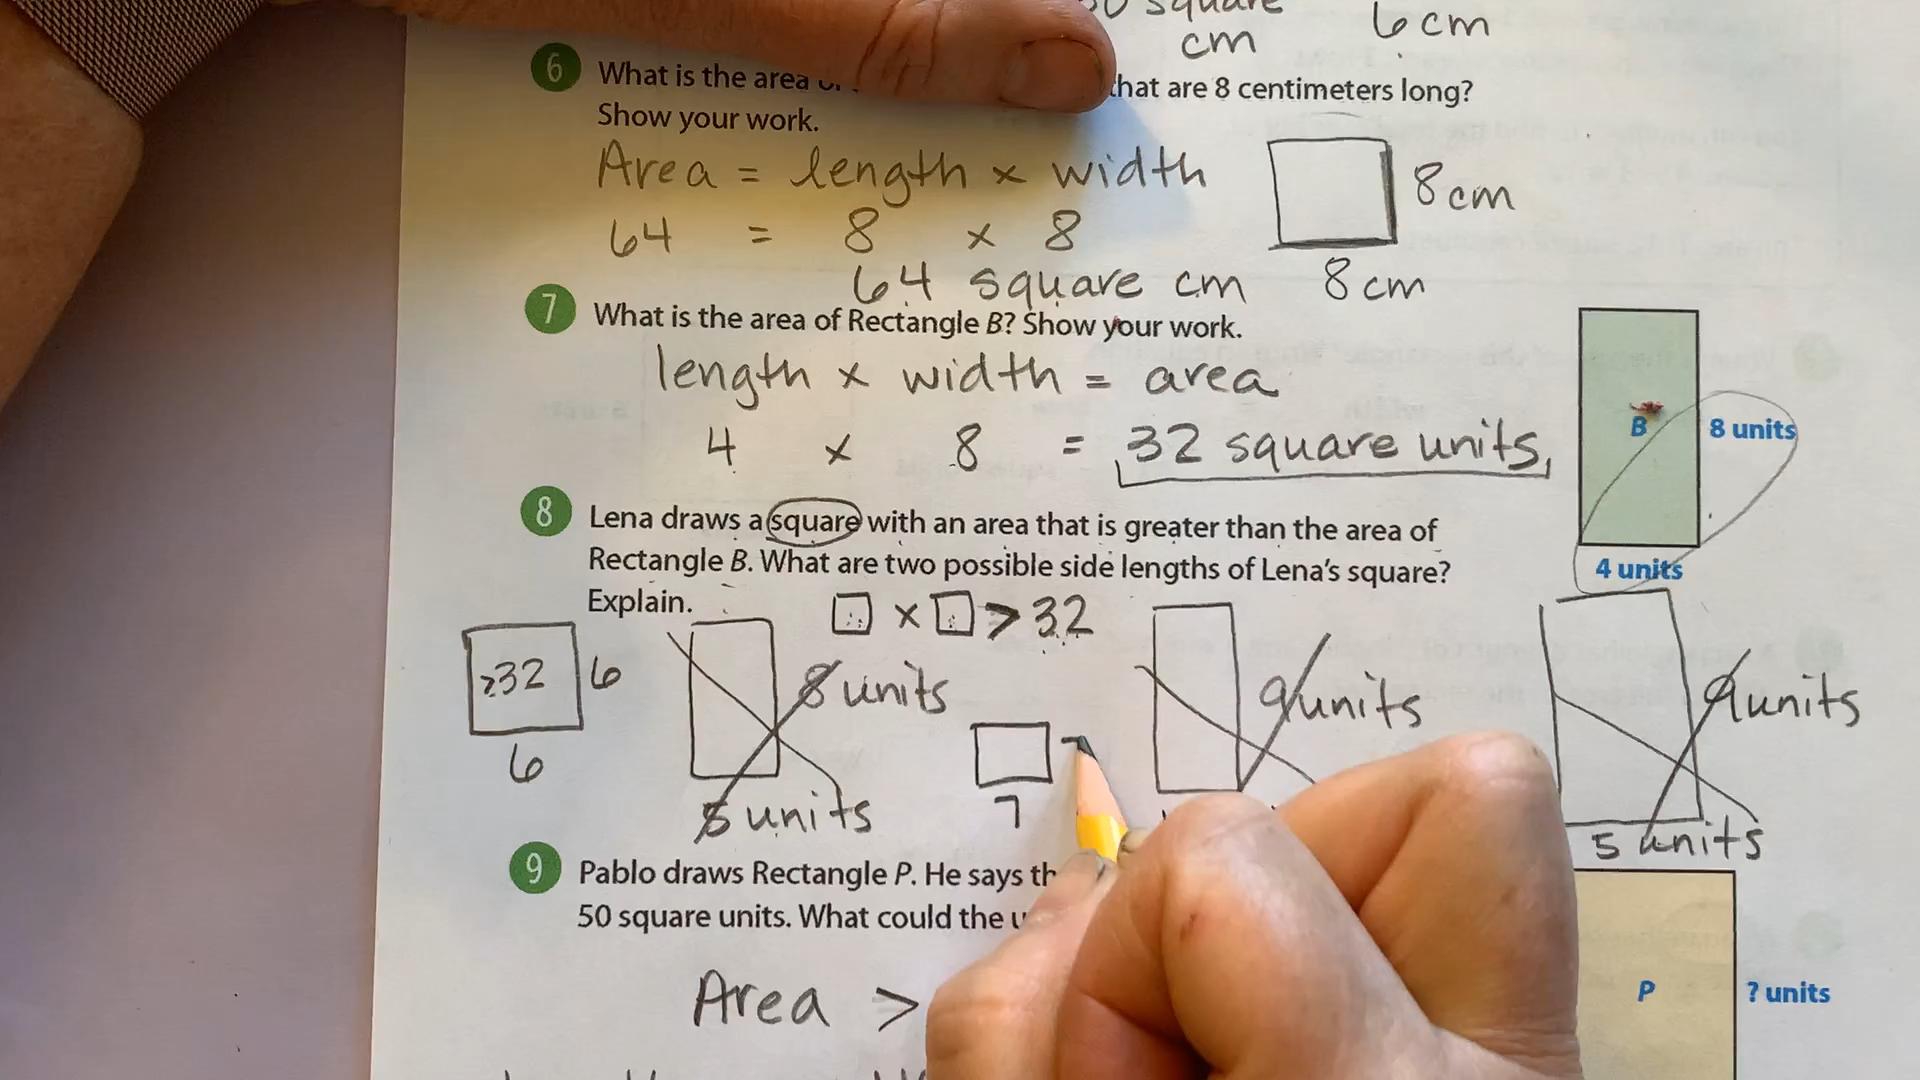 square 6 cm
cm
6 What is the area that are 8 centimeters long?
Show your work.
Area = length x width
8 cm
64 = 8 x 8
64 square cm 8 cm
7 What is the area of Rectangle B? Show your work.
length x width = area
B 8 units
4 x 8 = 32 square units
8 Lena draws a square with an area that is greater than the area of
Rectangle B. What are two possible side lengths of Lena's square?
4 units
Explain.
□ x □ > 32
>32 6
8 units
9 units
9 units
6
7
5 units
5 units
9 Pablo draws Rectangle P. He says
50 square units. What could the
Area >
P ? units